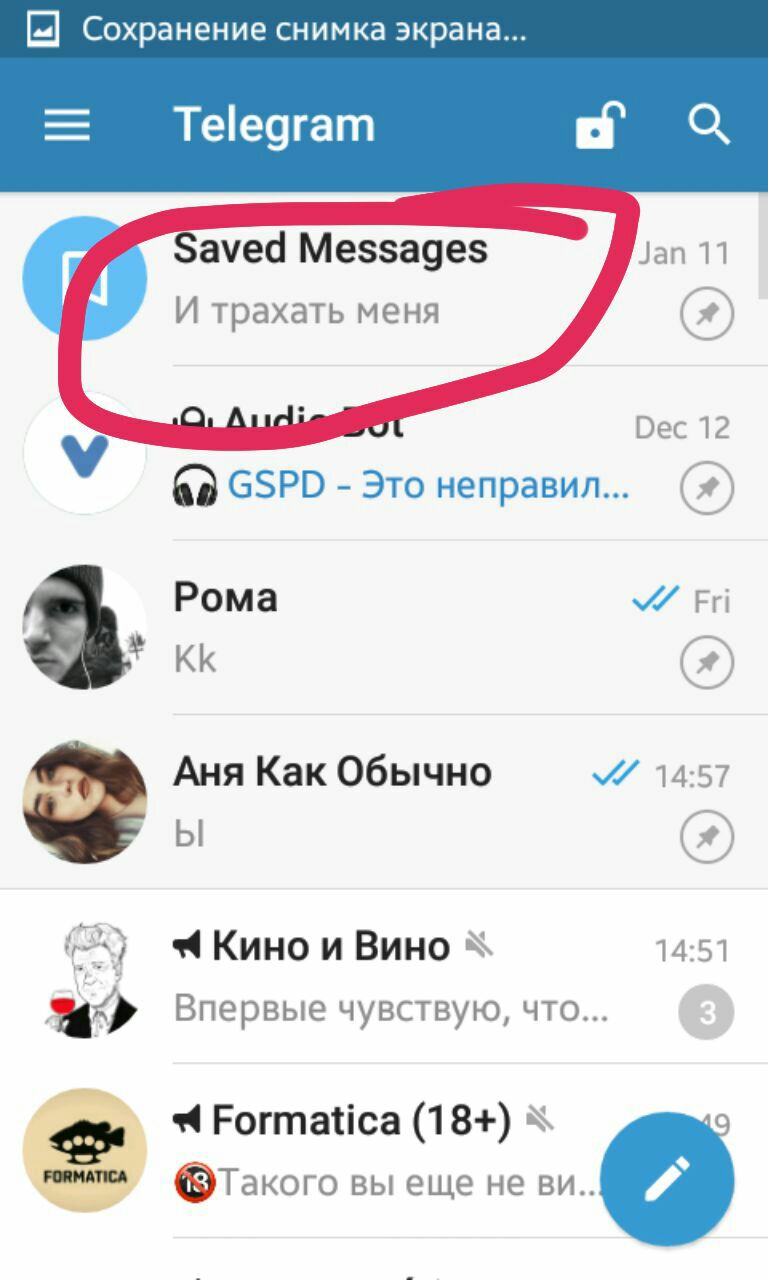 Сохранение снимка экрана...
Telegram
Saved Messages
Jan 11
И трахать меня
Audio Bot
Dec 12
GSPD - Это неправил...
Рома
Fri
Kk
Аня Как Обычно
14:57
Ы
Кино и Вино
14:51
Впервые чувствую, что...
3
Formatica (18+)
49
FORMATICA
18
Такого вы еще не ви...